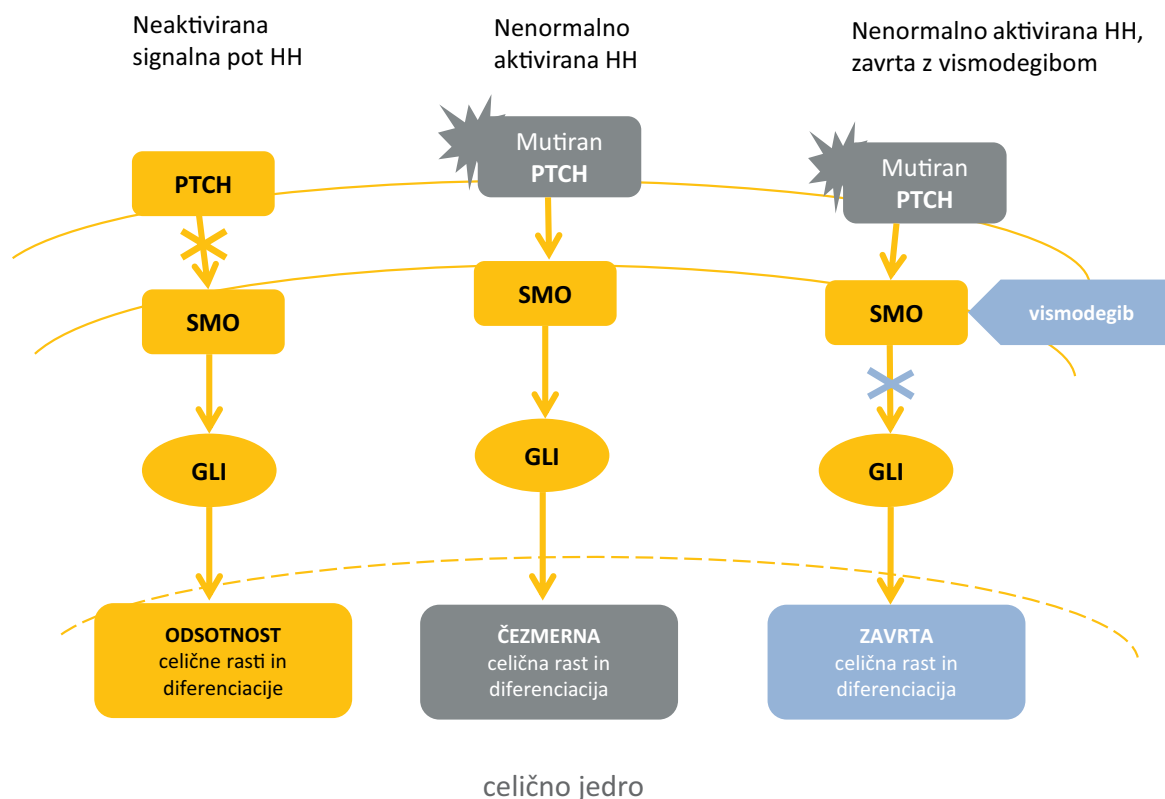 Neaktivirana
signalna pot HH
Nenormalno
aktivirana HH
Nenormalno aktivirana HH,
zavrta z vismodegibom
PTCH
Mutiran
PTCH
Mutiran
PTCH
SMO
SMO
SMO
vismodegib
GLI
GLI
GLI
ODSOTNOST
celične rasti in
diferenciacije
ČEZMERNA
celična rast in
diferenciacija
ZAVRTA
celična rast in
diferenciacija
celično jedro